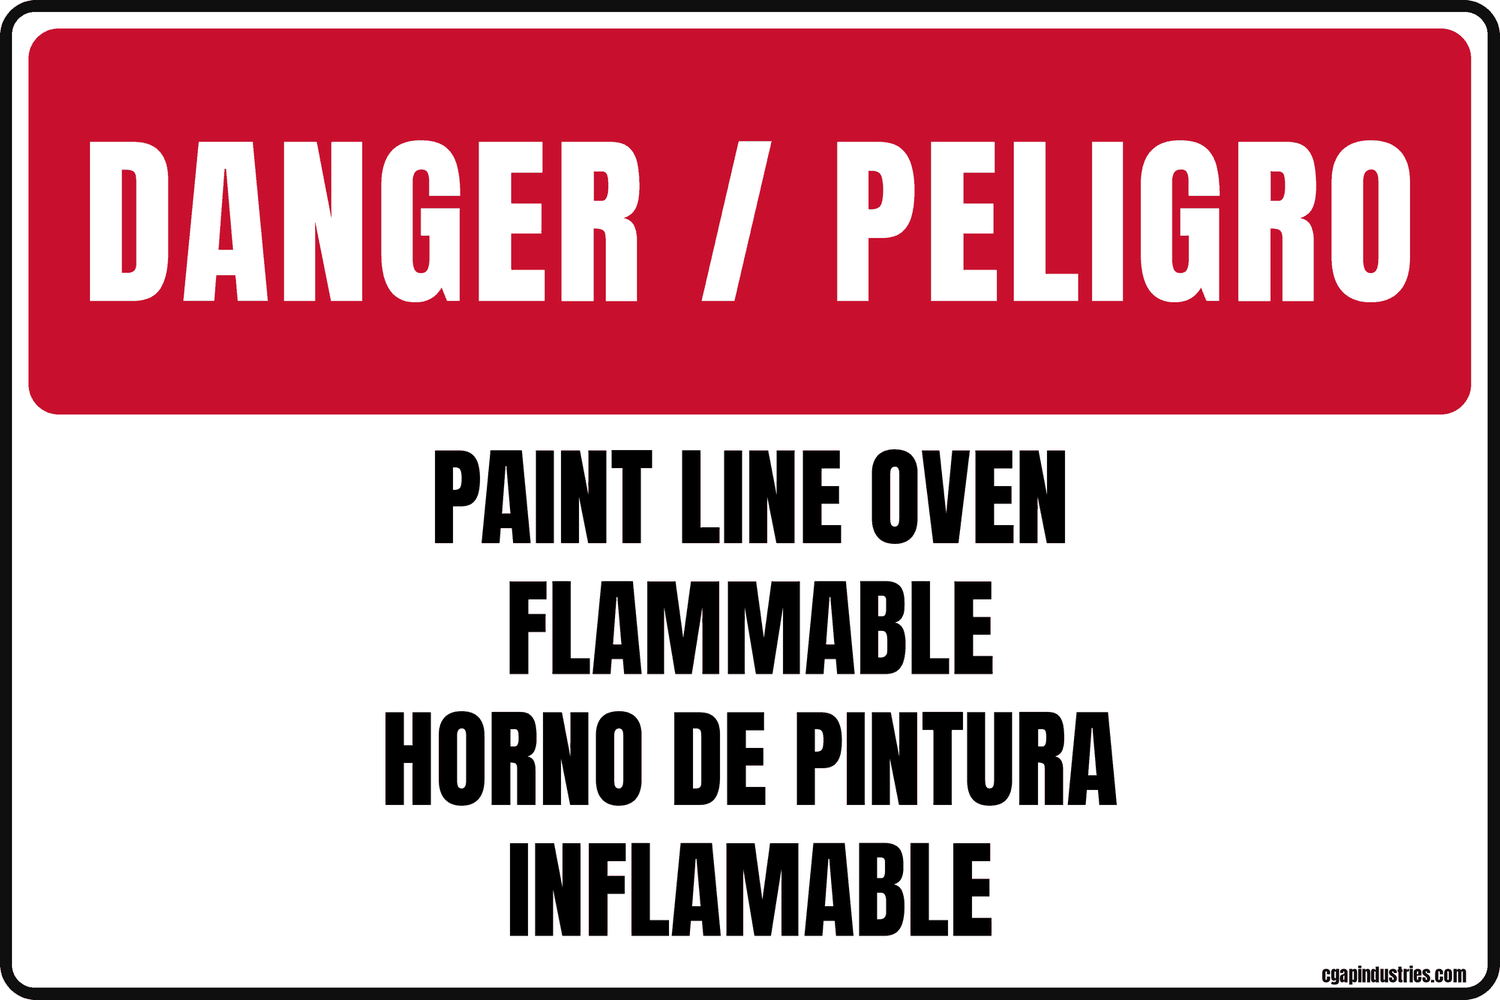 DANGER / PELIGRO
PAINT LINE OVEN
FLAMMABLE
HORNO DE PINTURA
INFLAMABLE
cgapindustries.com